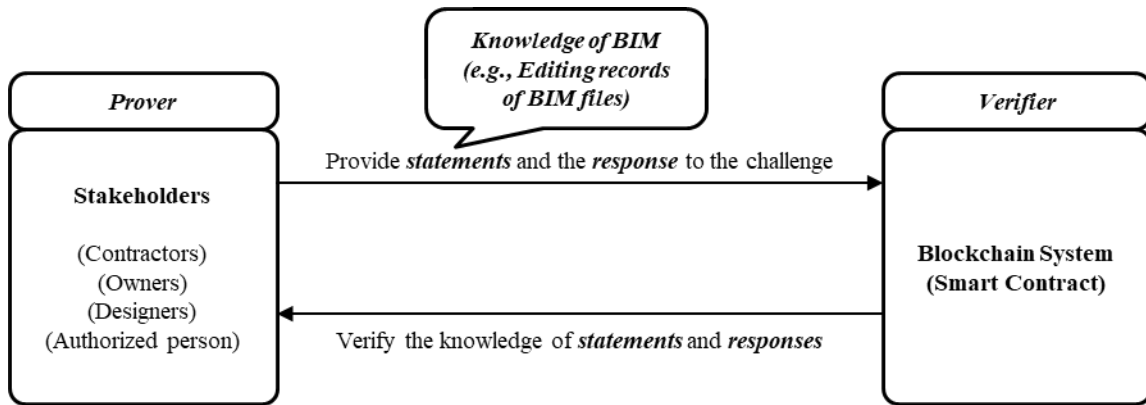 Knowledge of BIM
(e.g., Editing records
of BIM files)
Prover
Verifier
Provide statements and the response to the challenge
Stakeholders
(Contractors)
(Owners)
(Designers)
(Authorized person)
Blockchain System
(Smart Contract)
Verify the knowledge of statements and responses